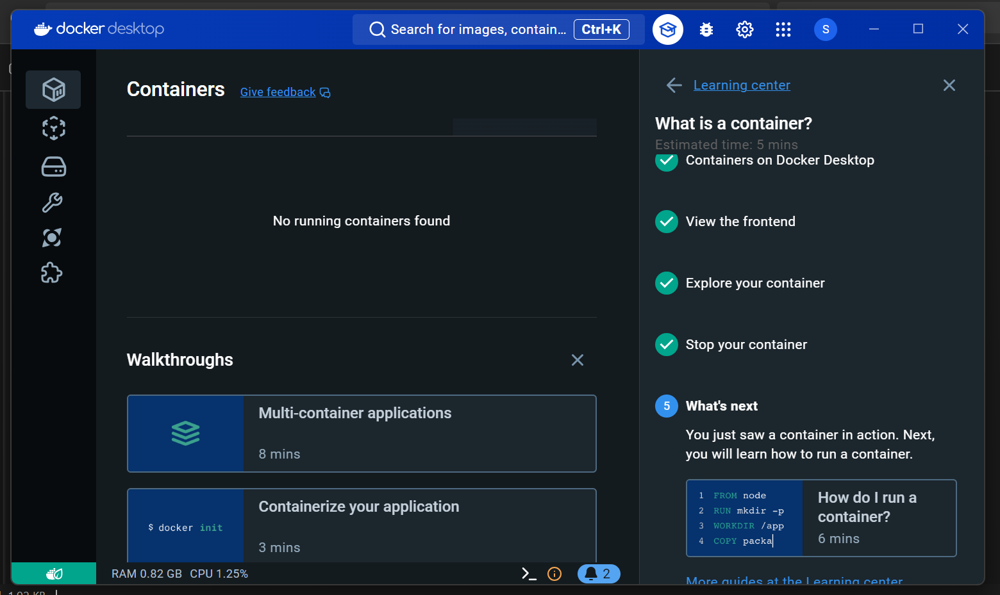 docker desktop
Search for images, contain...
Ctrl+K
S
Containers
Give feedback
No running containers found
Walkthroughs
Multi-container applications
8 mins
$ docker init
Containerize your application
3 mins
Learning center
What is a container?
Estimated time: 5 mins
Containers on Docker Desktop
View the frontend
Explore your container
Stop your container
5
What's next
You just saw a container in action. Next,
you will learn how to run a container.
1 FROM node
2 RUN mkdir -p
3 WORKDIR /app
4 COPY packa
How do I run a
container?
6 mins
More guides at the Learning center
RAM 0.82 GB CPU 1.25%
2